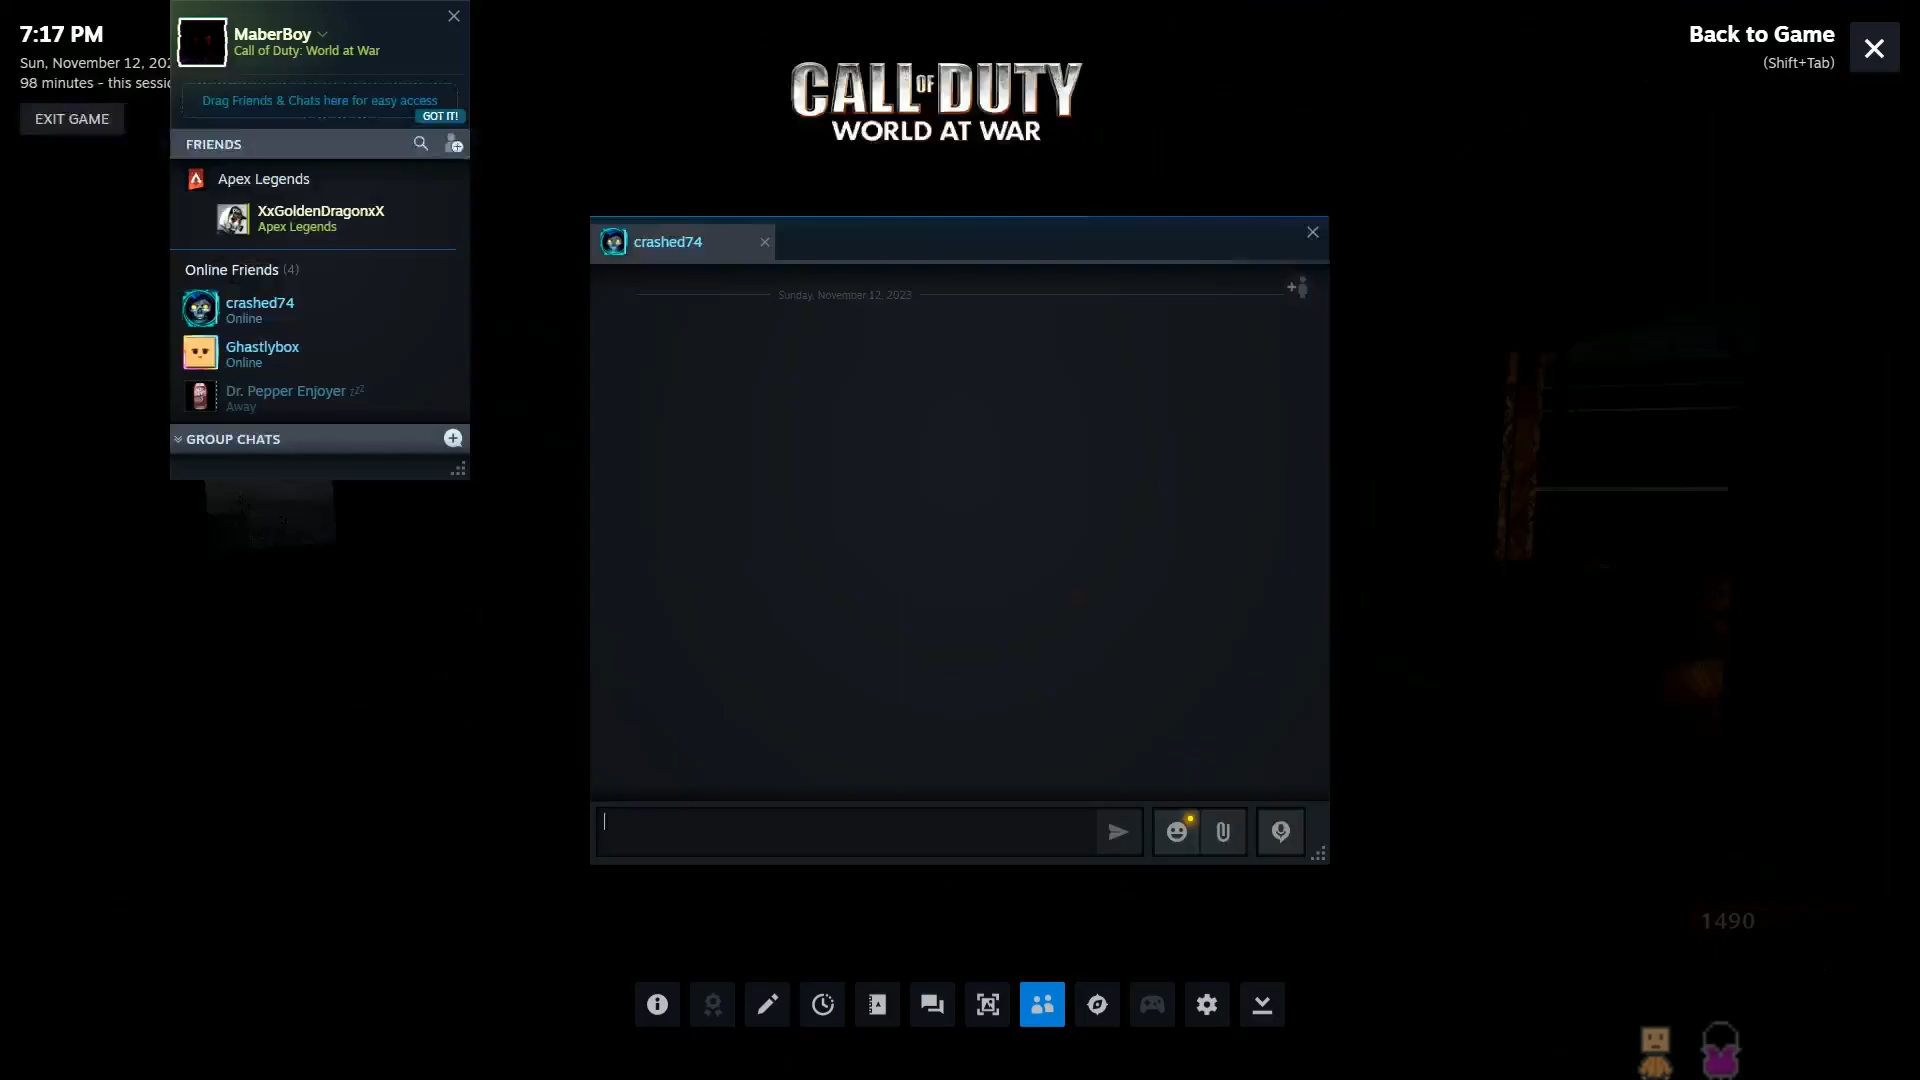 7:17 PM
Sun, November 12, 202
98 minutes - this sessio
EXIT GAME
MaberBoy
Call of Duty: World at War
Drag Friends & Chats here for easy access
GOT IT!
FRIENDS
Apex Legends
XxGoldenDragonxX
Apex Legends
Online Friends (4)
crashed74
Online
Ghastlybox
Online
Dr. Pepper Enjoyer zzz
Away
GROUP CHATS
CALL OF DUTY
WORLD AT WAR
crashed74
Sunday, November 12, 2023
Back to Game
(Shift+Tab)
1490